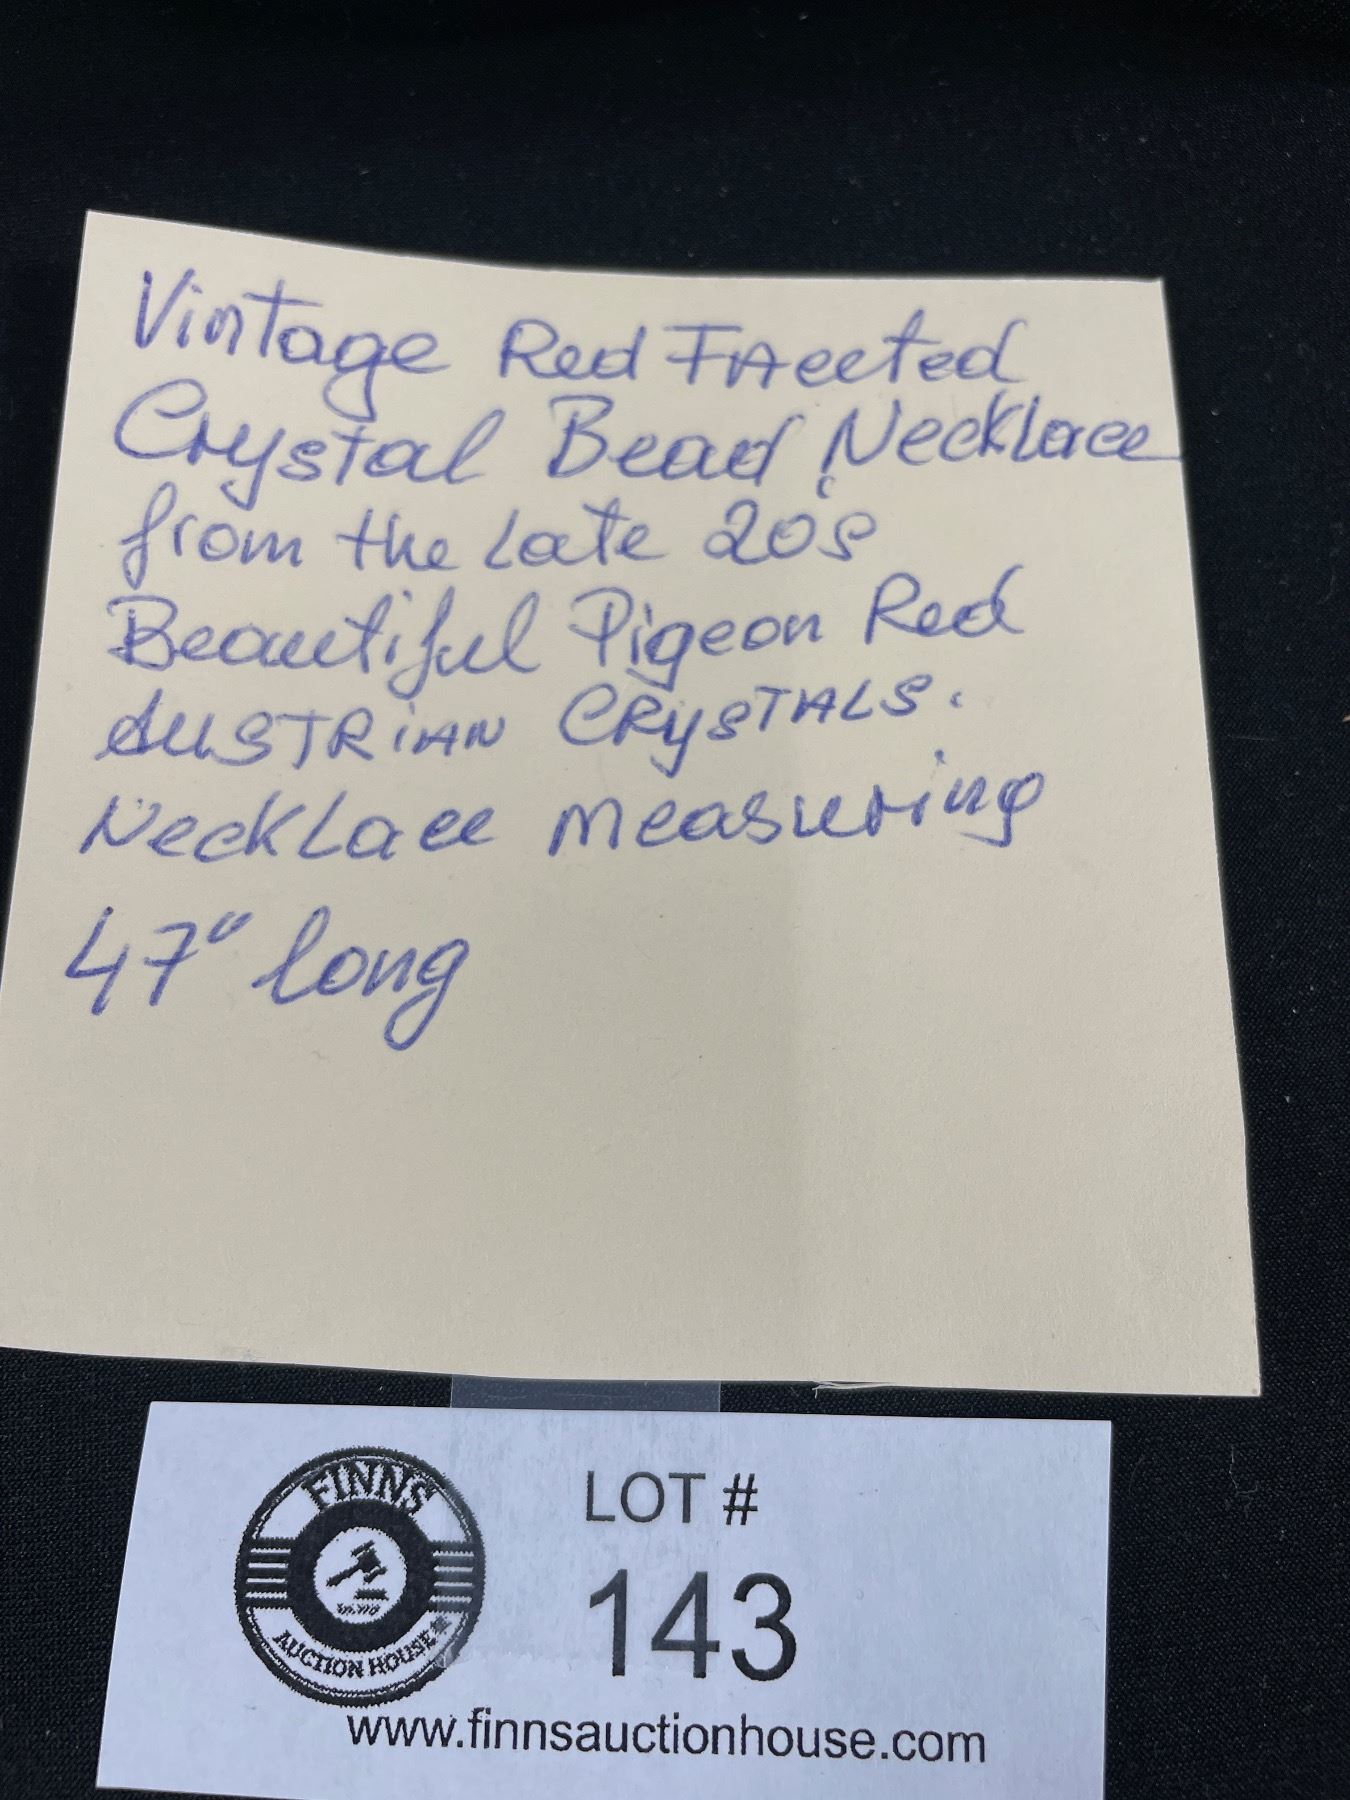 Vintage Red FAceted
Crystal Bead Necklace
from the Late 20's
Beautiful Pigeon Red
AUSTRiAN CRySTALS.
Necklace measuring
47" long
FINNS
AUCTION HOUSE
LOT #
143
www.finnsauctionhouse.com